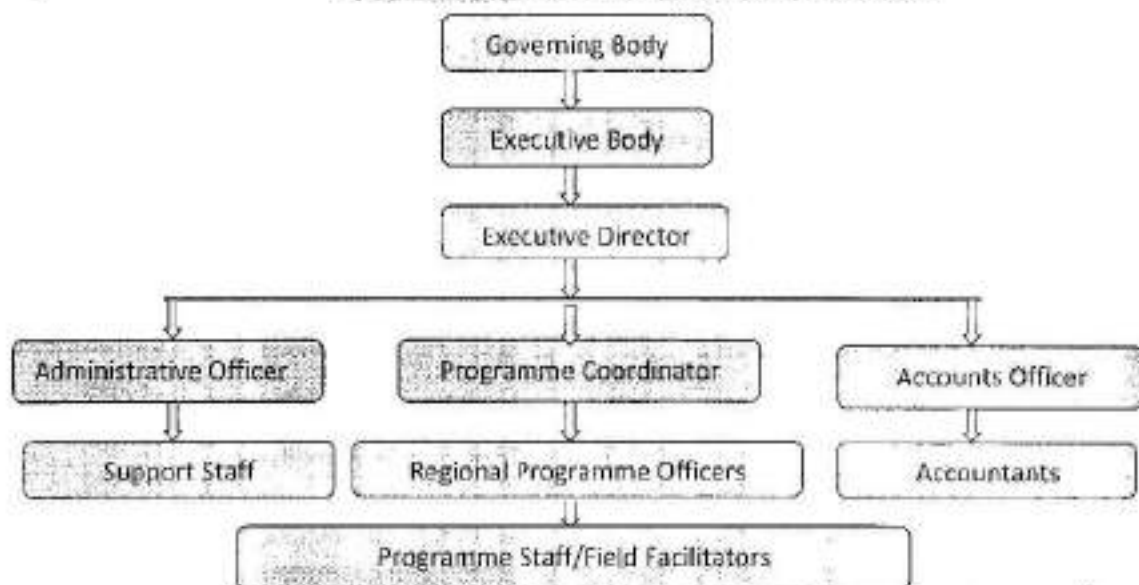 Governing Body
Executive Body
Executive Director
Administrative Officer
Programme Coordinator
Accounts Officer
Support Staff
Regional Programme Officers
Accountants
Programme Staff/Field Facilitators